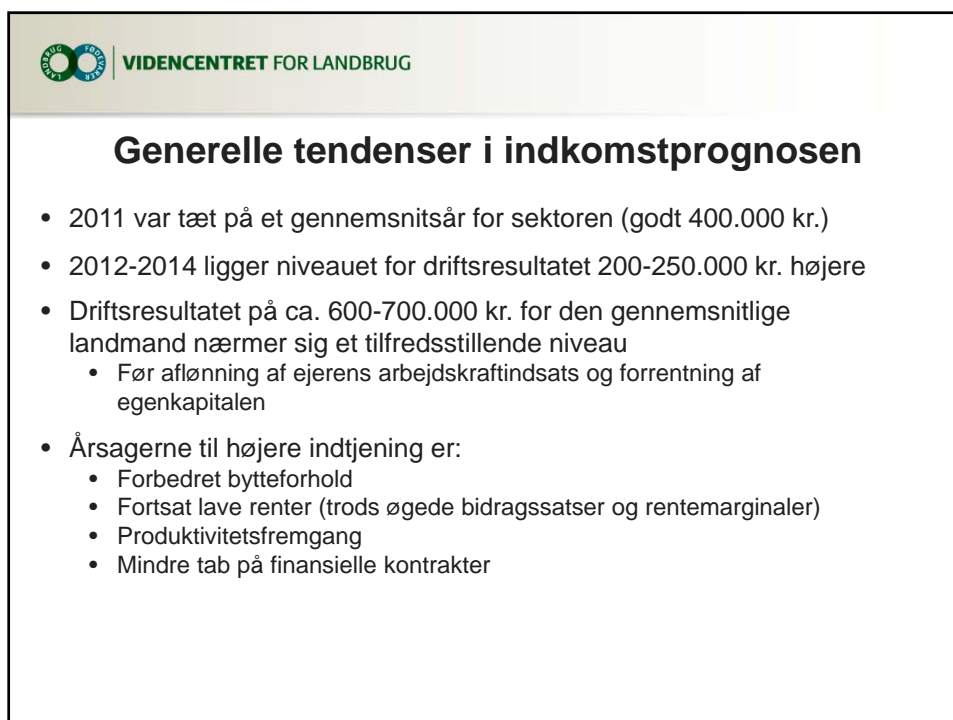 LANDBRUG FØDEVARER
VIDENCENTRET FOR LANDBRUG
Generelle tendenser i indkomstprognosen
• 2011 var tæt på et gennemsnitsår for sektoren (godt 400.000 kr.)
• 2012-2014 ligger niveauet for driftsresultatet 200-250.000 kr. højere
• Driftsresultatet på ca. 600-700.000 kr. for den gennemsnitlige
landmand nærmer sig et tilfredsstillende niveau
• Før aflønning af ejerens arbejdskraftindsats og forrentning af
egenkapitalen
• Årsagerne til højere indtjening er:
• Forbedret bytteforhold
• Fortsat lave renter (trods øgede bidragssatser og rentemarginaler)
• Produktivitetsfremgang
• Mindre tab på finansielle kontrakter